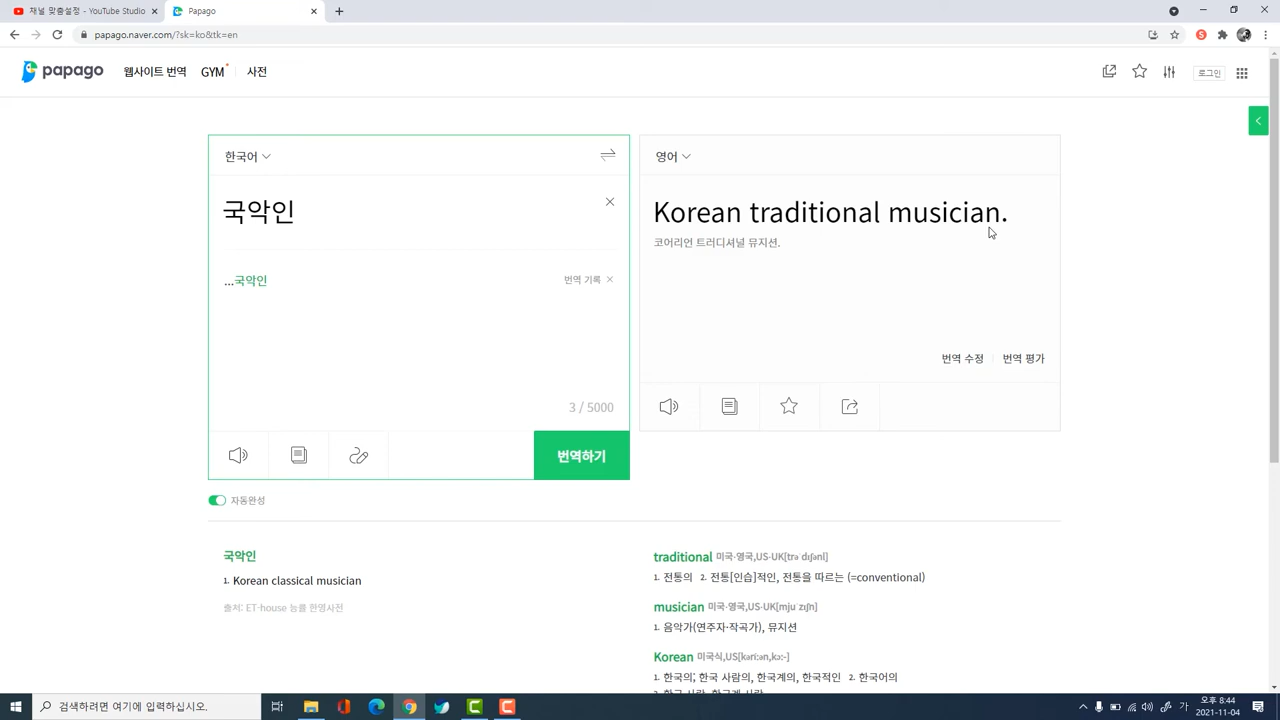 채널 맞춤설정 - YouTube Studio
Papago
papago.naver.com/?sk=ko&tk=en
papago
웹사이트 번역
GYM
사전
로그인
한국어
영어
국악인
Korean traditional musician.
코어리언 트러디셔널 뮤지션.
...국악인
번역 기록
번역 수정
번역 평가
3 / 5000
번역하기
자동완성
국악인
1. Korean classical musician
출처: ET-house 능률 한영사전
traditional 미국·영국,US·UK[trəˈdɪʃənl]
1. 전통의 2. 전통[인습]적인, 전통을 따르는 (=conventional)
musician 미국·영국,US·UK[mjuˈzɪʃn]
1. 음악가(연주자·작곡가), 뮤지션
Korean 미국식,US[kəríːən,kɔː-]
1. 한국의; 한국 사람의, 한국계의, 한국적인 2. 한국어의
검색하려면 여기에 입력하십시오.
가
오후 8:44
2021-11-04